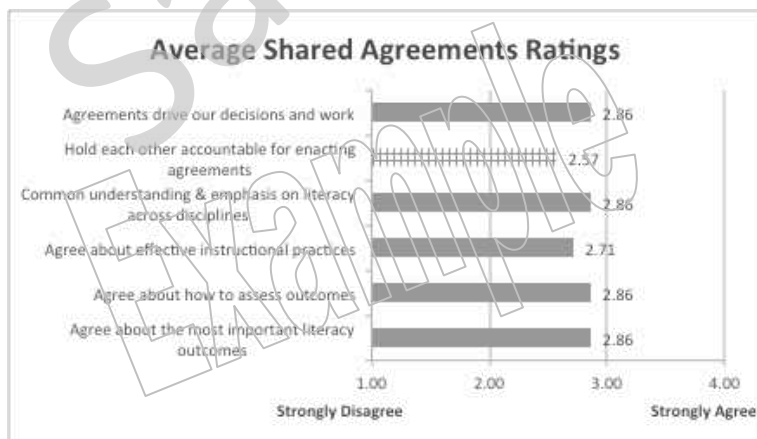 Average Shared Agreements Ratings
Agreements drive our decisions and work
2.86
Hold each other accountable for enacting
agreements
2.57
Common understanding & emphasis on literacy
across disciplines
2.86
Agree about effective instructional practices
2.71
Agree about how to assess outcomes
2.86
Agree about the most important literacy
outcomes
2.86
1.00 2.00 3.00 4.00
Strongly Disagree Strongly Agree
Example